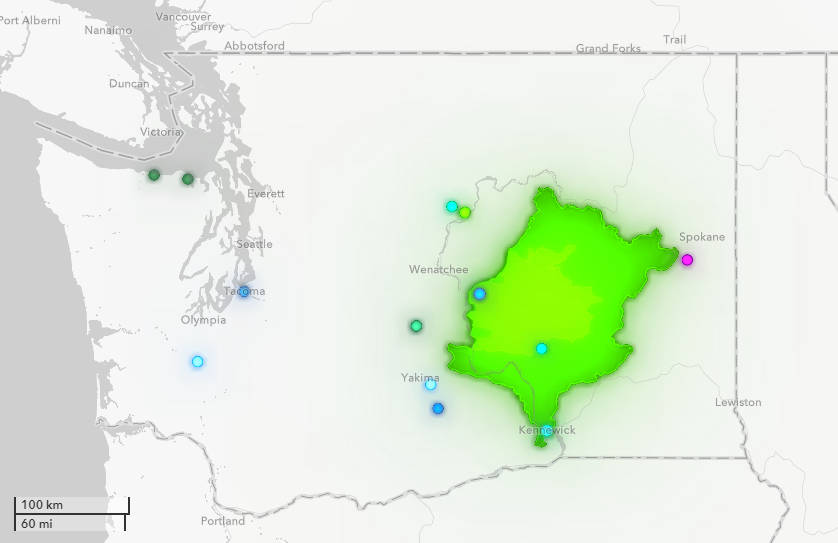 Vancouver
Port Alberni
Surrey
Nanaimo
Abbotsford
Trail
Grand Forks
Duncan
Victoria
Everett
Spokane
Seattle
Wenatchee
Tacoma
Olympia
Yakima
Lewiston
Kennewick
100 km
60 mi
Portland